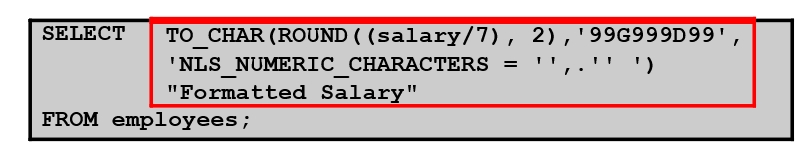 SELECT TO_CHAR(ROUND((salary/7), 2),'99G999D99',
'NLS_NUMERIC_CHARACTERS = '',.'' ')
"Formatted Salary"
FROM employees;